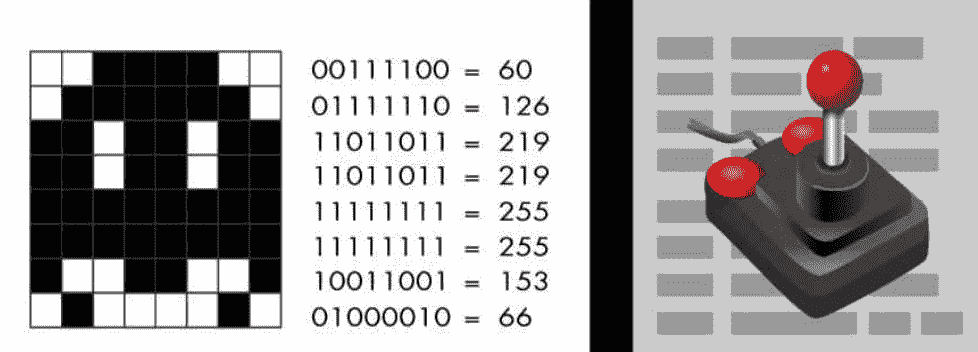 00111100 = 60
01111110 = 126
11011011 = 219
11011011 = 219
11111111 = 255
11111111 = 255
10011001 = 153
01000010 = 66